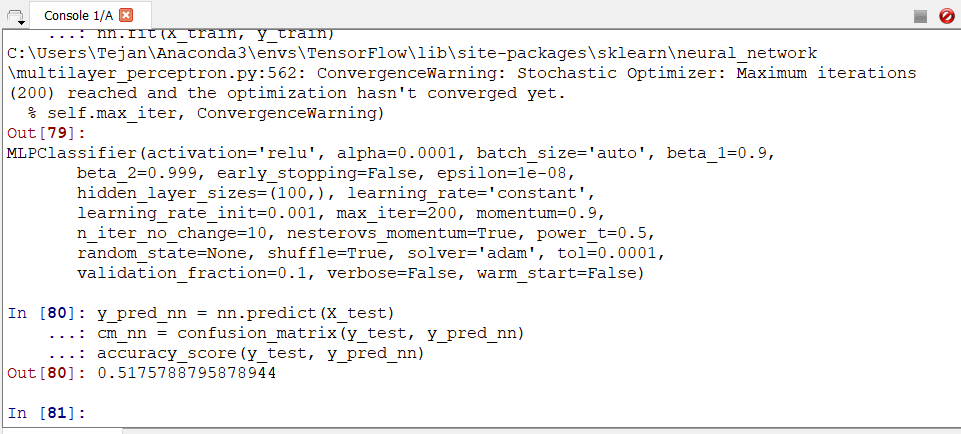 Console 1/A
...: nn.fit(X_train, y_train)
C:\Users\Tejan\Anaconda3\envs\TensorFlow\lib\site-packages\sklearn\neural_network
\multilayer_perceptron.py:562: ConvergenceWarning: Stochastic Optimizer: Maximum iterations
(200) reached and the optimization hasn't converged yet.
  % self.max_iter, ConvergenceWarning)
Out[79]:
MLPClassifier(activation='relu', alpha=0.0001, batch_size='auto', beta_1=0.9,
       beta_2=0.999, early_stopping=False, epsilon=1e-08,
       hidden_layer_sizes=(100,), learning_rate='constant',
       learning_rate_init=0.001, max_iter=200, momentum=0.9,
       n_iter_no_change=10, nesterovs_momentum=True, power_t=0.5,
       random_state=None, shuffle=True, solver='adam', tol=0.0001,
       validation_fraction=0.1, verbose=False, warm_start=False)
In [80]: y_pred_nn = nn.predict(X_test)
    ...: cm_nn = confusion_matrix(y_test, y_pred_nn)
    ...: accuracy_score(y_test, y_pred_nn)
Out[80]: 0.5175788795878944
In [81]: